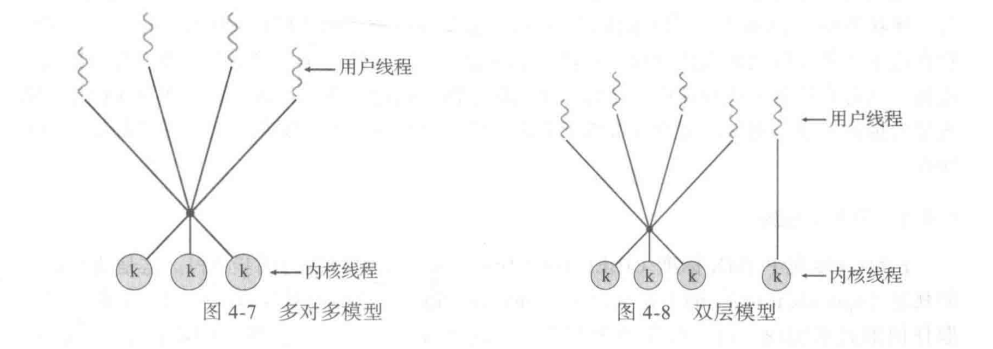 用户线程
k k k
内核线程
图 4-7 多对多模型
用户线程
k k k k
内核线程
图 4-8 双层模型